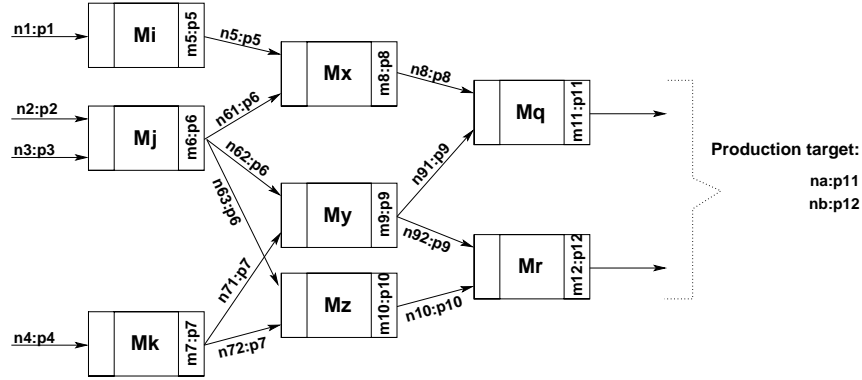 n1:p1
Mi
m5:p5
n5:p5
Mx
m8:p8
n8:p8
n2:p2
n3:p3
Mj
m6:p6
n61:p6
n62:p6
n63:p6
Mq
m11:p11
n91:p9
My
m9:p9
n92:p9
n4:p4
Mk
m7:p7
n71:p7
n72:p7
Mz
m10:p10
n10:p10
Mr
m12:p12
Production target:
na:p11
nb:p12